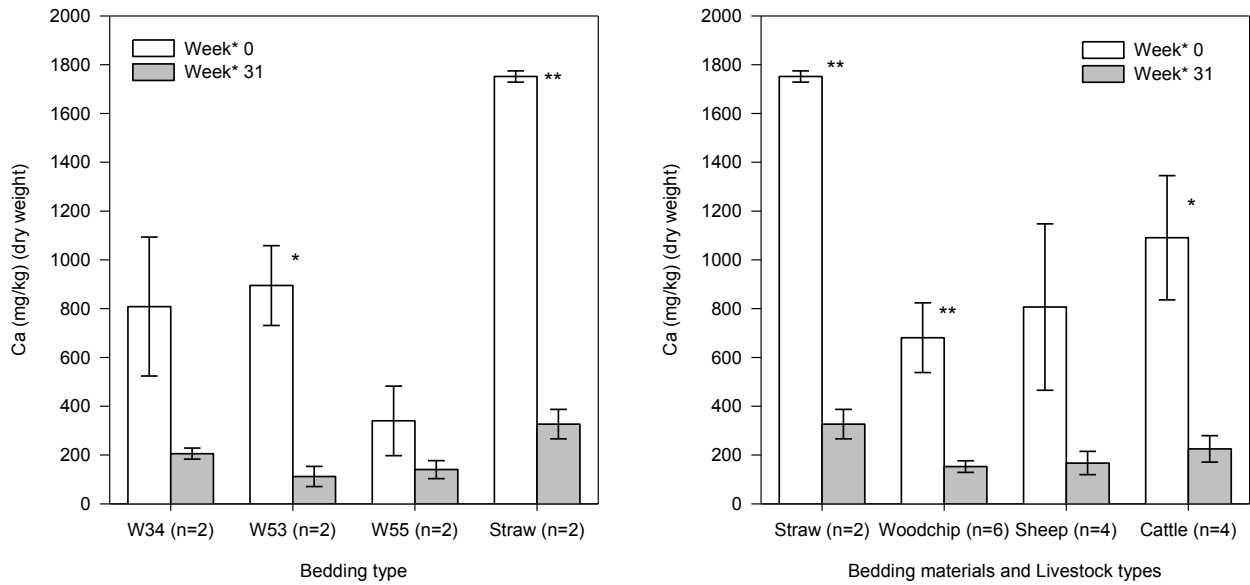 2000
1800
1600
1400
1200
1000
800
600
400
200
0
Ca (mg/kg) (dry weight)
Week* 0
Week* 31
**
*
W34 (n=2) W53 (n=2) W55 (n=2) Straw (n=2)
Bedding type
2000
1800
1600
1400
1200
1000
800
600
400
200
0
Ca (mg/kg) (dry weight)
Week* 0
Week* 31
**
*
**
Straw (n=2) Woodchip (n=6) Sheep (n=4) Cattle (n=4)
Bedding materials and Livestock types